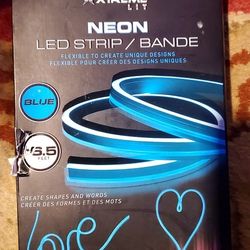 XTREME
LIT
NEON
LED STRIP / BANDE
FLEXIBLE TO CREATE UNIQUE DESIGNS
FLEXIBLE POUR CRÉER DES DESIGNS UNIQUES
BLUE
6.5
FEET
CREATE SHAPES AND WORDS
CRÉER DES FORMES ET DES MOTS
love